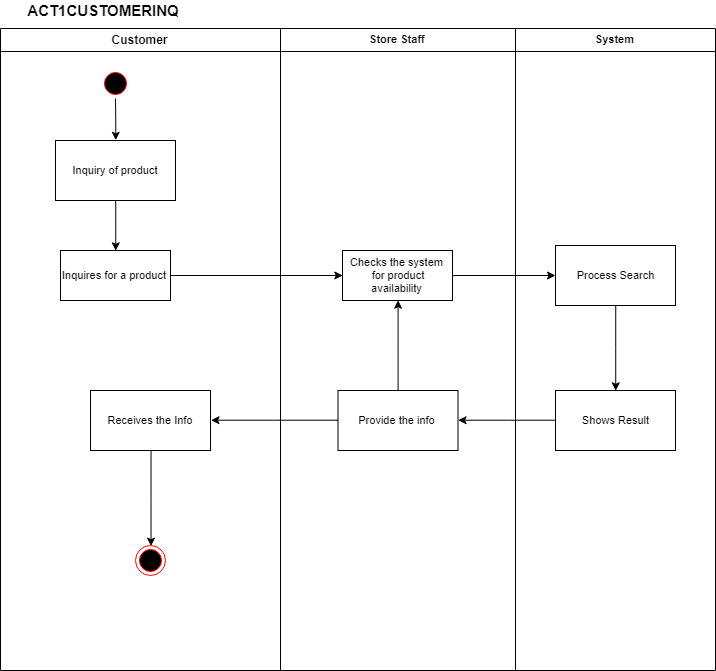 ACT1CUSTOMERINQ
Customer
Store Staff
System
Inquiry of product
Inquires for a product
Checks the system
for product
availability
Process Search
Receives the Info
Provide the info
Shows Result